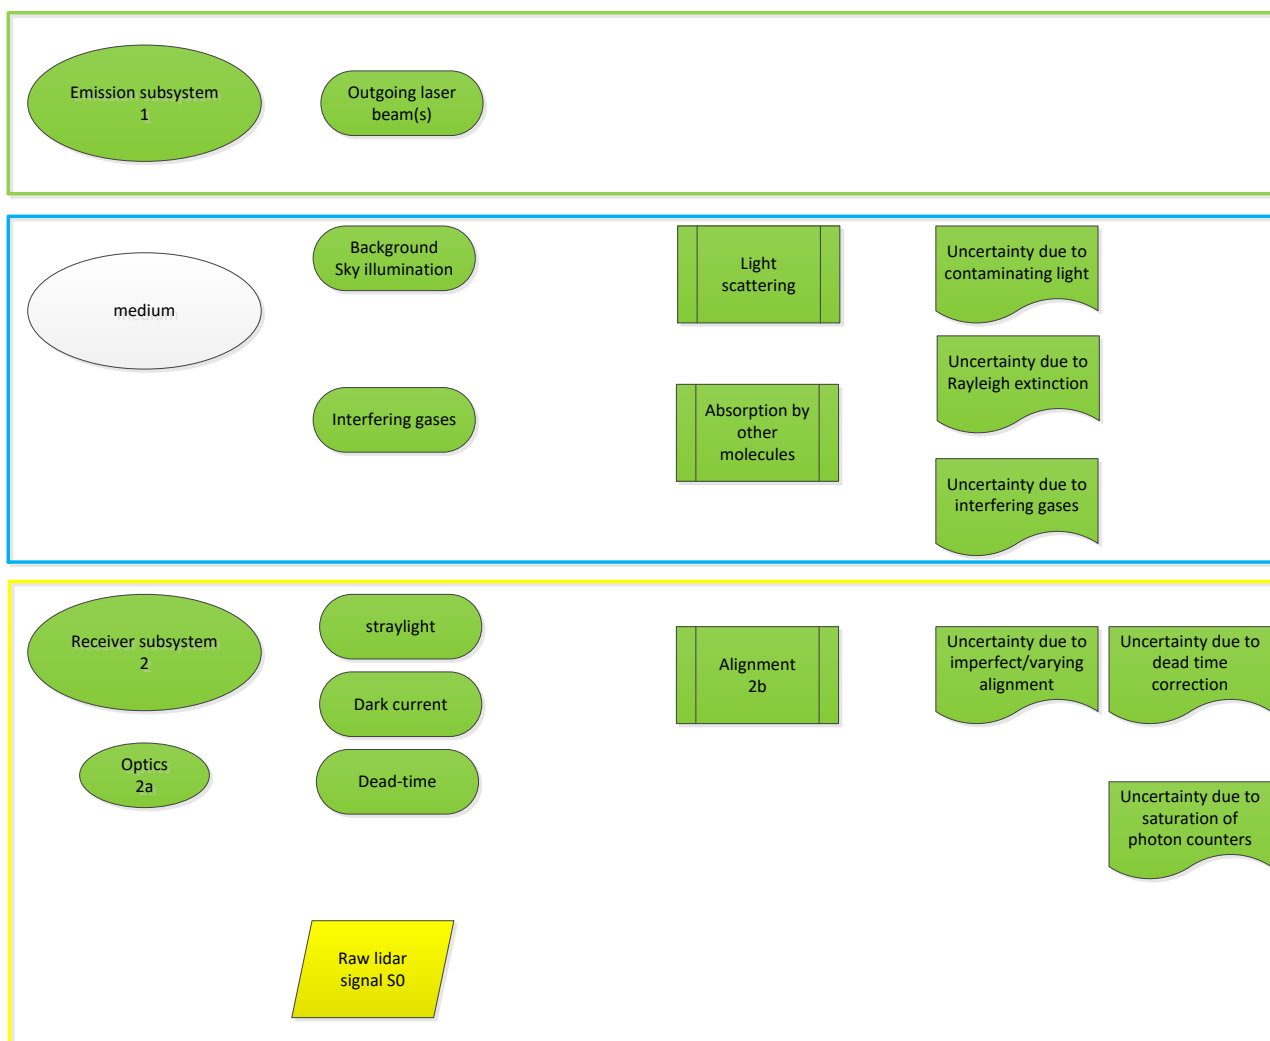 Emission subsystem
1
Outgoing laser
beam(s)
Background
Sky illumination
medium
Light
scattering
Uncertainty due to
contaminating light
Uncertainty due to
Rayleigh extinction
Interfering gases
Absorption by
other
molecules
Uncertainty due to
interfering gases
Receiver subsystem
2
straylight
Alignment
2b
Uncertainty due to
imperfect/varying
alignment
Uncertainty due to
dead time
correction
Dark current
Optics
2a
Dead-time
Uncertainty due to
saturation of
photon counters
Raw lidar
signal S0